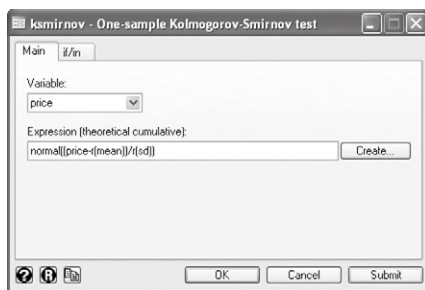 ksmirnov - One-sample Kolmogorov-Smirnov test
Main if/in
Variable:
price
Expression (theoretical cumulative):
normal((price-r(mean))/r(sd)) Create...
OK Cancel Submit